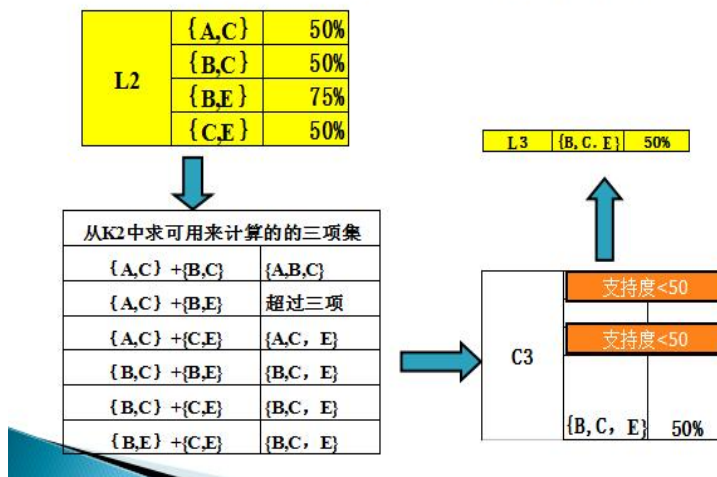 L2
{A,C} 50%
{B,C} 50%
{B,E} 75%
{C,E} 50%
从K2中求可用来计算的的三项集
{A,C} +{B,C} {A,B,C}
{A,C} +{B,E} 超过三项
{A,C} +{C,E} {A,C, E}
{B,C} +{B,E} {B,C, E}
{B,C} +{C,E} {B,C, E}
{B,E} +{C,E} {B,C, E}
L3 {B, C. E} 50%
C3
支持度<50
支持度<50
{B, C, E} 50%